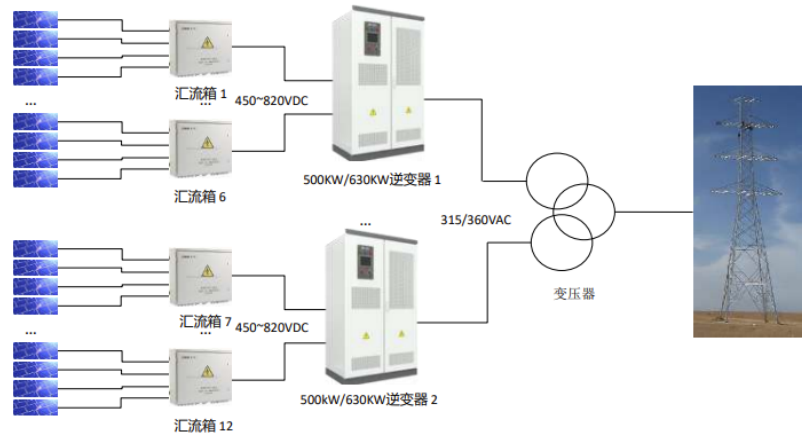 ...
汇流箱 1
...
450~820VDC
汇流箱 6
500KW/630KW逆变器 1
...
315/360VAC
变压器
...
汇流箱 7
...
450~820VDC
汇流箱 12
500kW/630KW逆变器 2